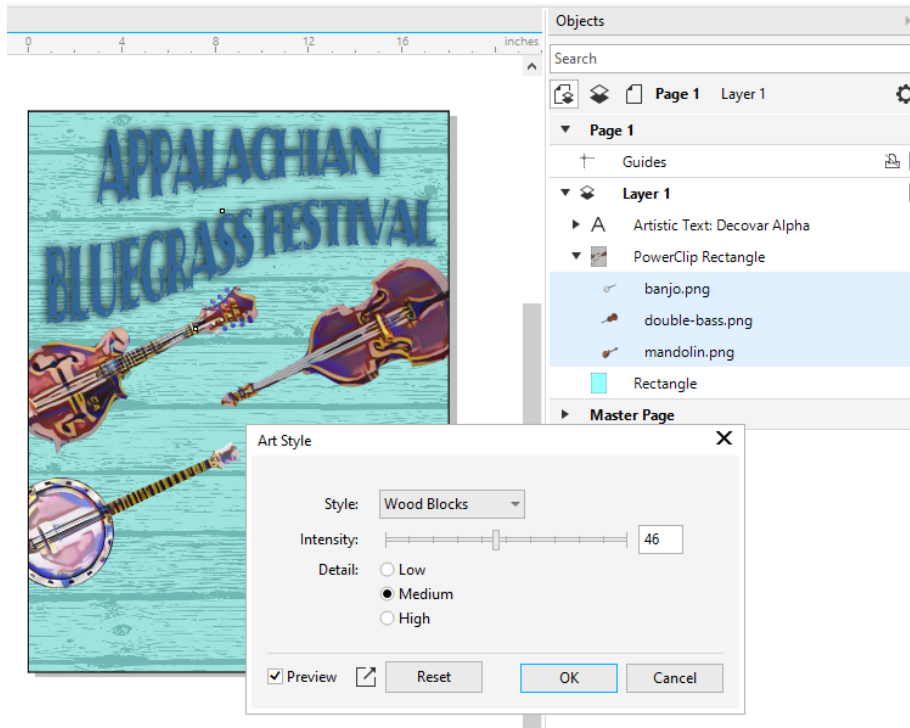 Objects
0 4 8 12 16 inches
Search
Page 1 Layer 1
Page 1
Guides
Layer 1
Artistic Text: Decovar Alpha
PowerClip Rectangle
banjo.png
double-bass.png
mandolin.png
Rectangle
Master Page
APPALACHIAN
BLUEGRASS FESTIVAL
Art Style
Style: Wood Blocks
Intensity: 46
Detail: Low
Medium
High
Preview Reset OK Cancel